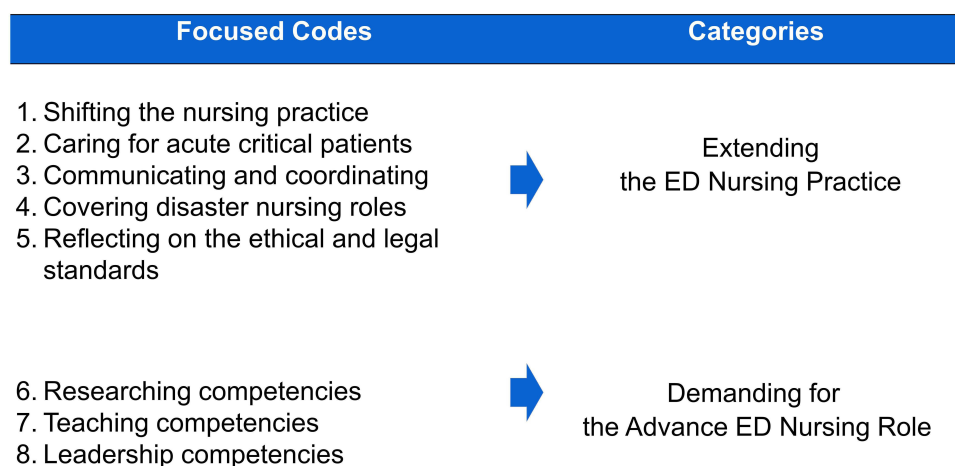 Focused Codes
Categories
1. Shifting the nursing practice
2. Caring for acute critical patients
3. Communicating and coordinating
4. Covering disaster nursing roles
5. Reflecting on the ethical and legal
standards
Extending
the ED Nursing Practice
6. Researching competencies
7. Teaching competencies
8. Leadership competencies
Demanding for
the Advance ED Nursing Role